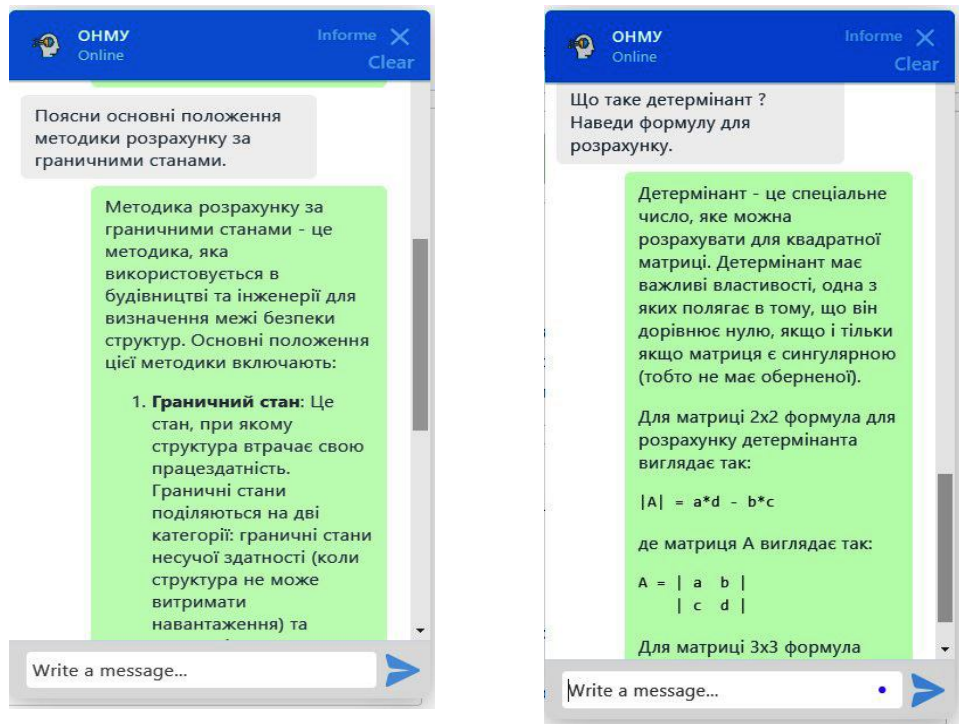 ОНМУ
Informe
Online
Clear
Поясни основні положення
методики розрахунку за
граничними станами.
Методика розрахунку за
граничними станами - це
методика, яка
використовується в
будівництві та інженерії для
визначення межі безпеки
структур. Основні положення
цієї методики включають:
1. Граничний стан: Це
стан, при якому
структура втрачає свою
працездатність.
Граничні стани
поділяються на дві
категорії: граничні стани
несучої здатності (коли
структура не може
витримати
навантаження) та
Write a message...
ОНМУ
Informe
Online
Clear
Що таке детермінант ?
Наведи формулу для
розрахунку.
Детермінант - це спеціальне
число, яке можна
розрахувати для квадратної
матриці. Детермінант має
важливі властивості, одна з
яких полягає в тому, що він
дорівнює нулю, якщо і тільки
якщо матриця є сингулярною
(тобто не має оберненої).
Для матриці 2x2 формула для
розрахунку детермінанта
виглядає так:
|A| = a*d - b*c
де матриця A виглядає так:
A = | a b |
| c d |
Для матриці 3x3 формула
Write a message...